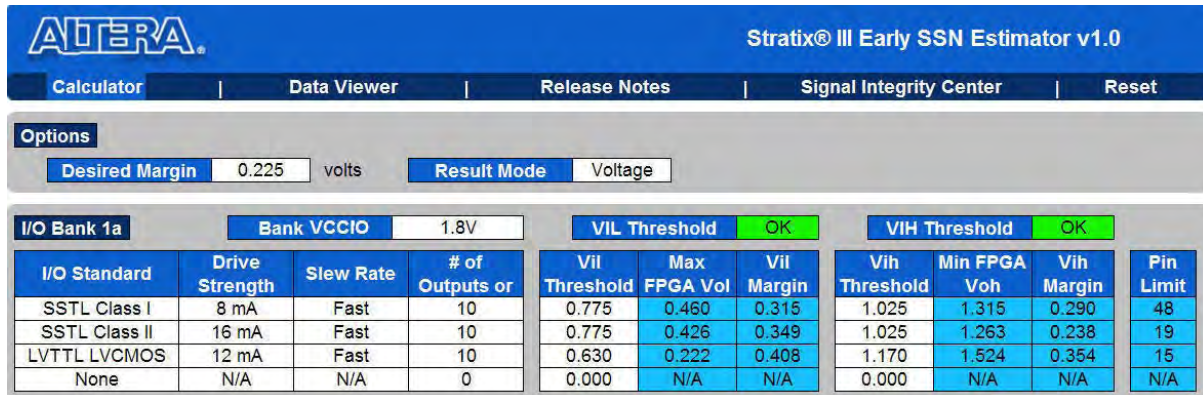 ALTERA.
Stratix® III Early SSN Estimator v1.0
Calculator | Data Viewer | Release Notes | Signal Integrity Center | Reset
Options
Desired Margin 0.225 volts Result Mode Voltage
I/O Bank 1a Bank VCCIO 1.8V VIL Threshold OK VIH Threshold OK
I/O Standard Drive Strength Slew Rate # of Outputs or Vil Threshold Max FPGA Vol Vil Margin Vih Threshold Min FPGA Voh Vih Margin Pin Limit
SSTL Class I 8 mA Fast 10 0.775 0.460 0.315 1.025 1.315 0.290 48
SSTL Class II 16 mA Fast 10 0.775 0.426 0.349 1.025 1.263 0.238 19
LVTTL LVCMOS 12 mA Fast 10 0.630 0.222 0.408 1.170 1.524 0.354 15
None N/A N/A 0 0.000 N/A N/A 0.000 N/A N/A N/A